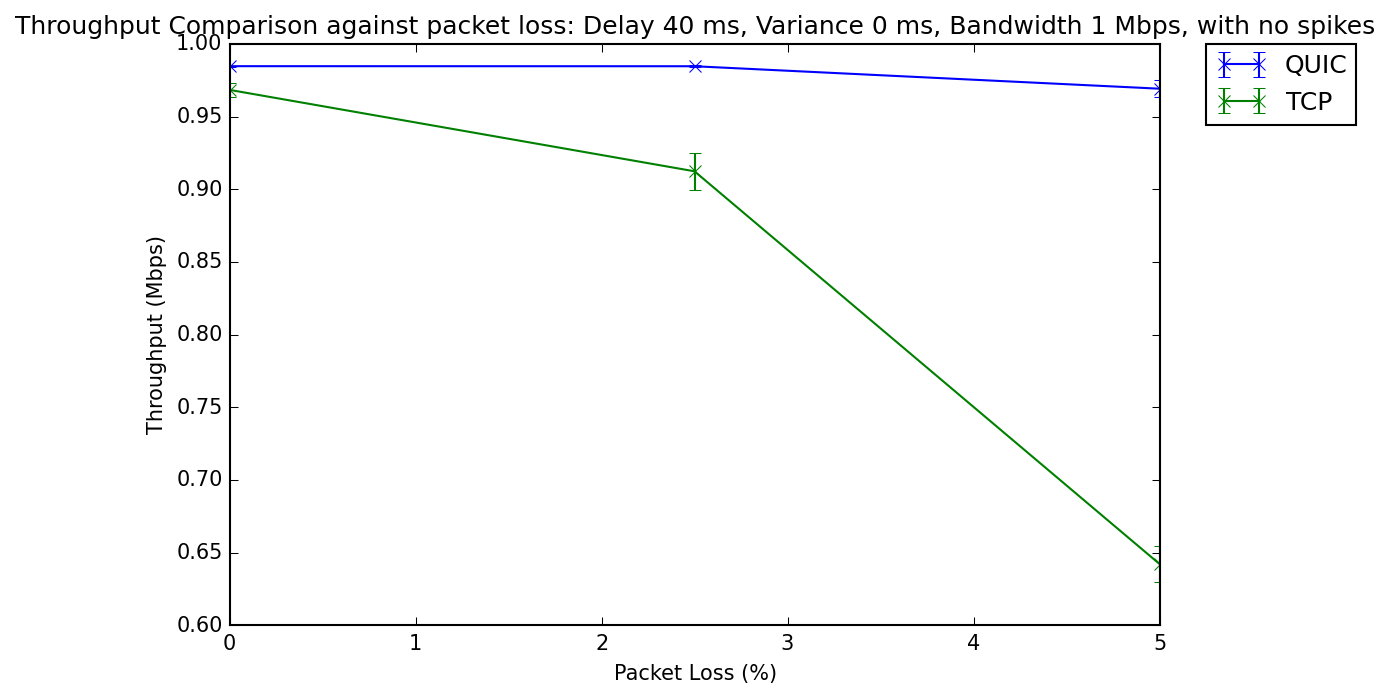 Throughput Comparison against packet loss: Delay 40 ms, Variance 0 ms, Bandwidth 1 Mbps, with no spikes
QUIC
TCP
1.00
0.95
0.90
0.85
0.80
0.75
0.70
0.65
0.60
Throughput (Mbps)
0 1 2 3 4 5
Packet Loss (%)